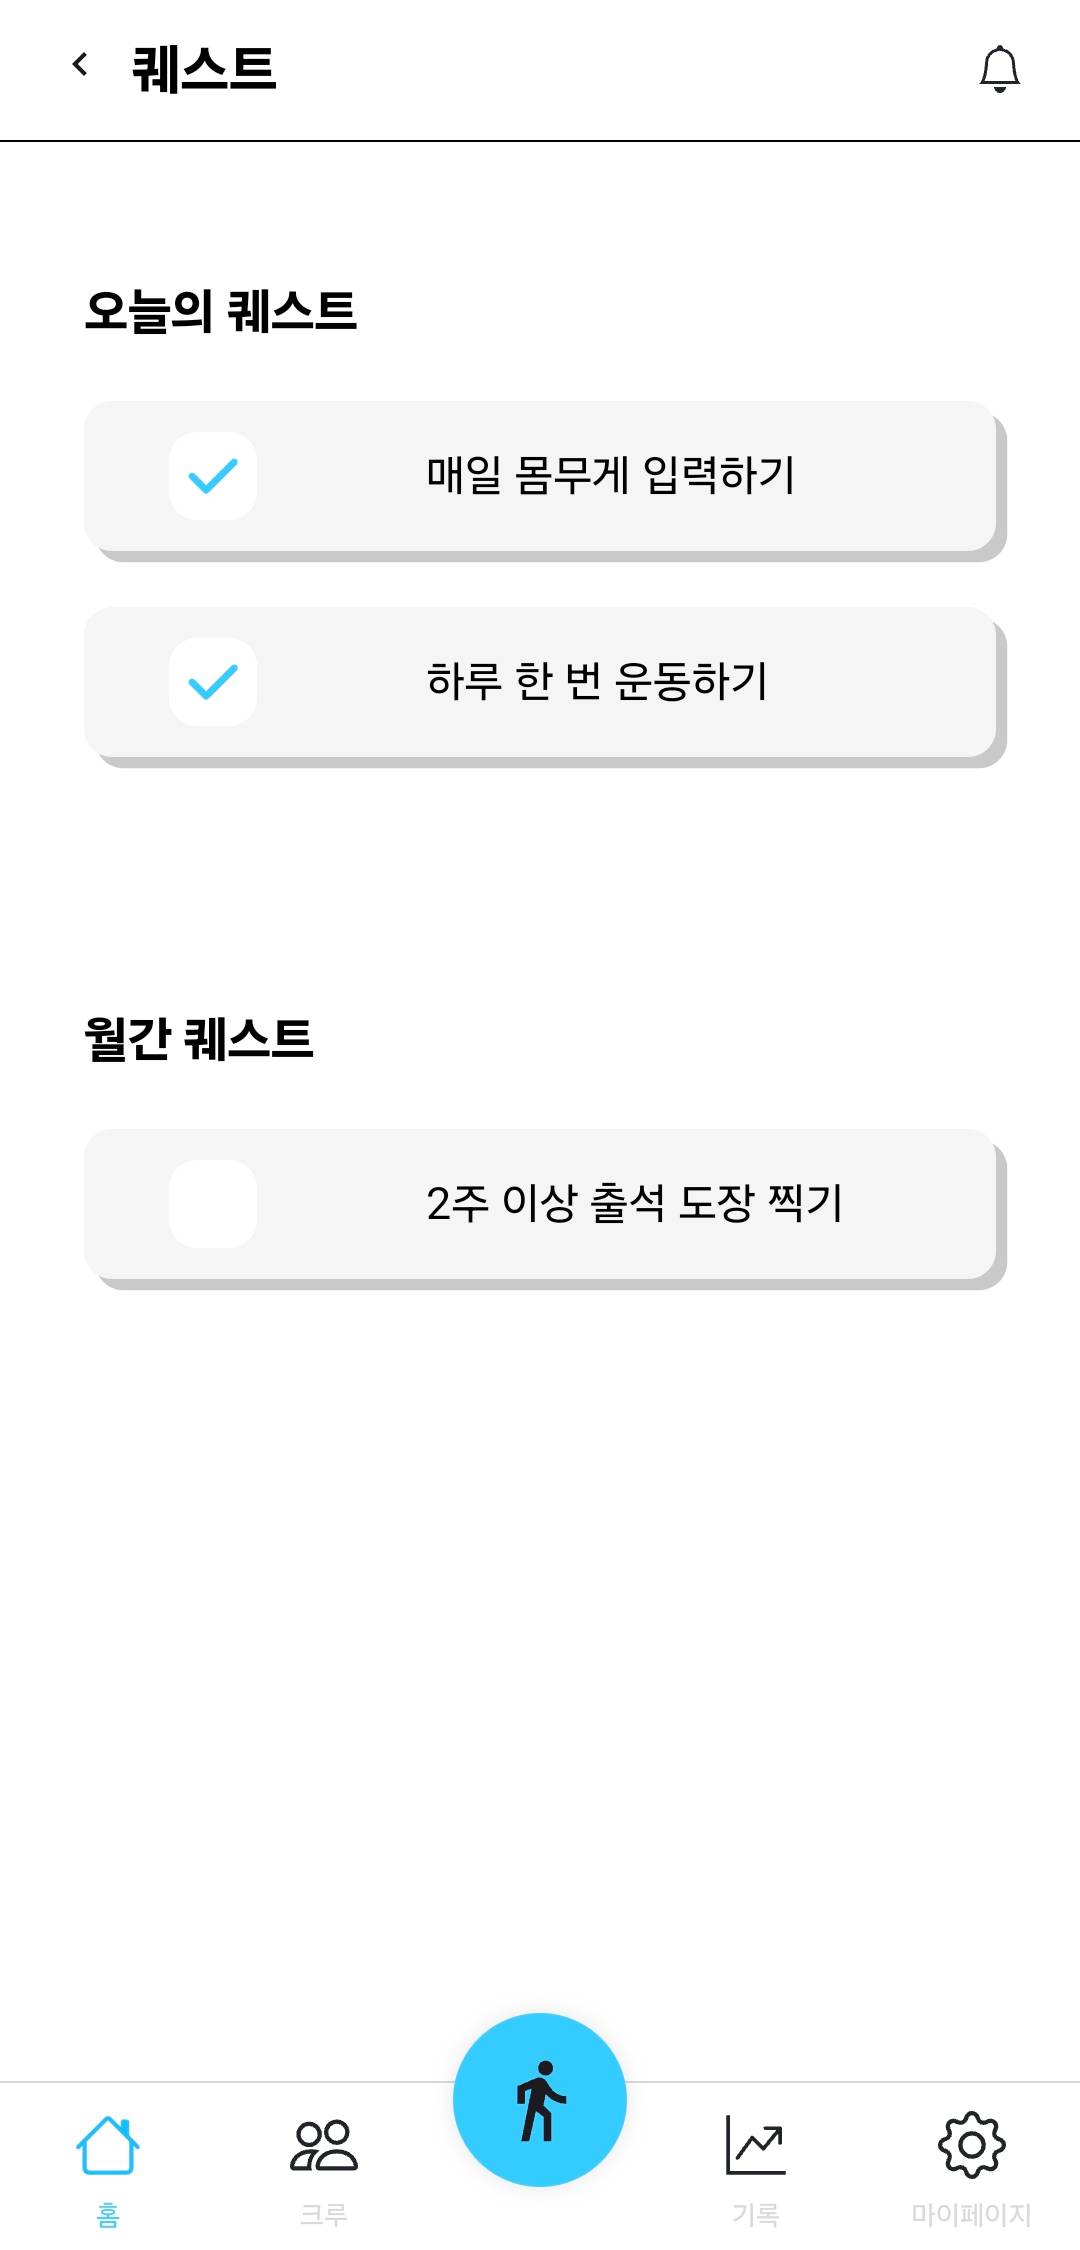 퀘스트
오늘의 퀘스트
매일 몸무게 입력하기
하루 한 번 운동하기
월간 퀘스트
2주 이상 출석 도장 찍기
홈
크루
기록
마이페이지